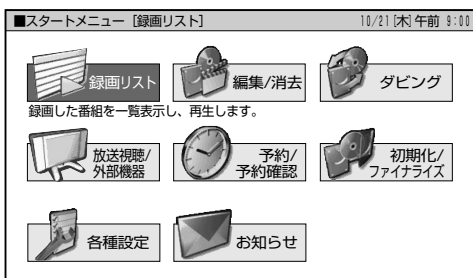 ■スタートメニュー [録画リスト] 10/21[木]午前 9:00
録画リスト 編集/消去 ダビング
録画した番組を一覧表示し、再生します。
放送視聴/ 予約/ 初期化/
外部機器 予約確認 ファイナライズ
各種設定 お知らせ